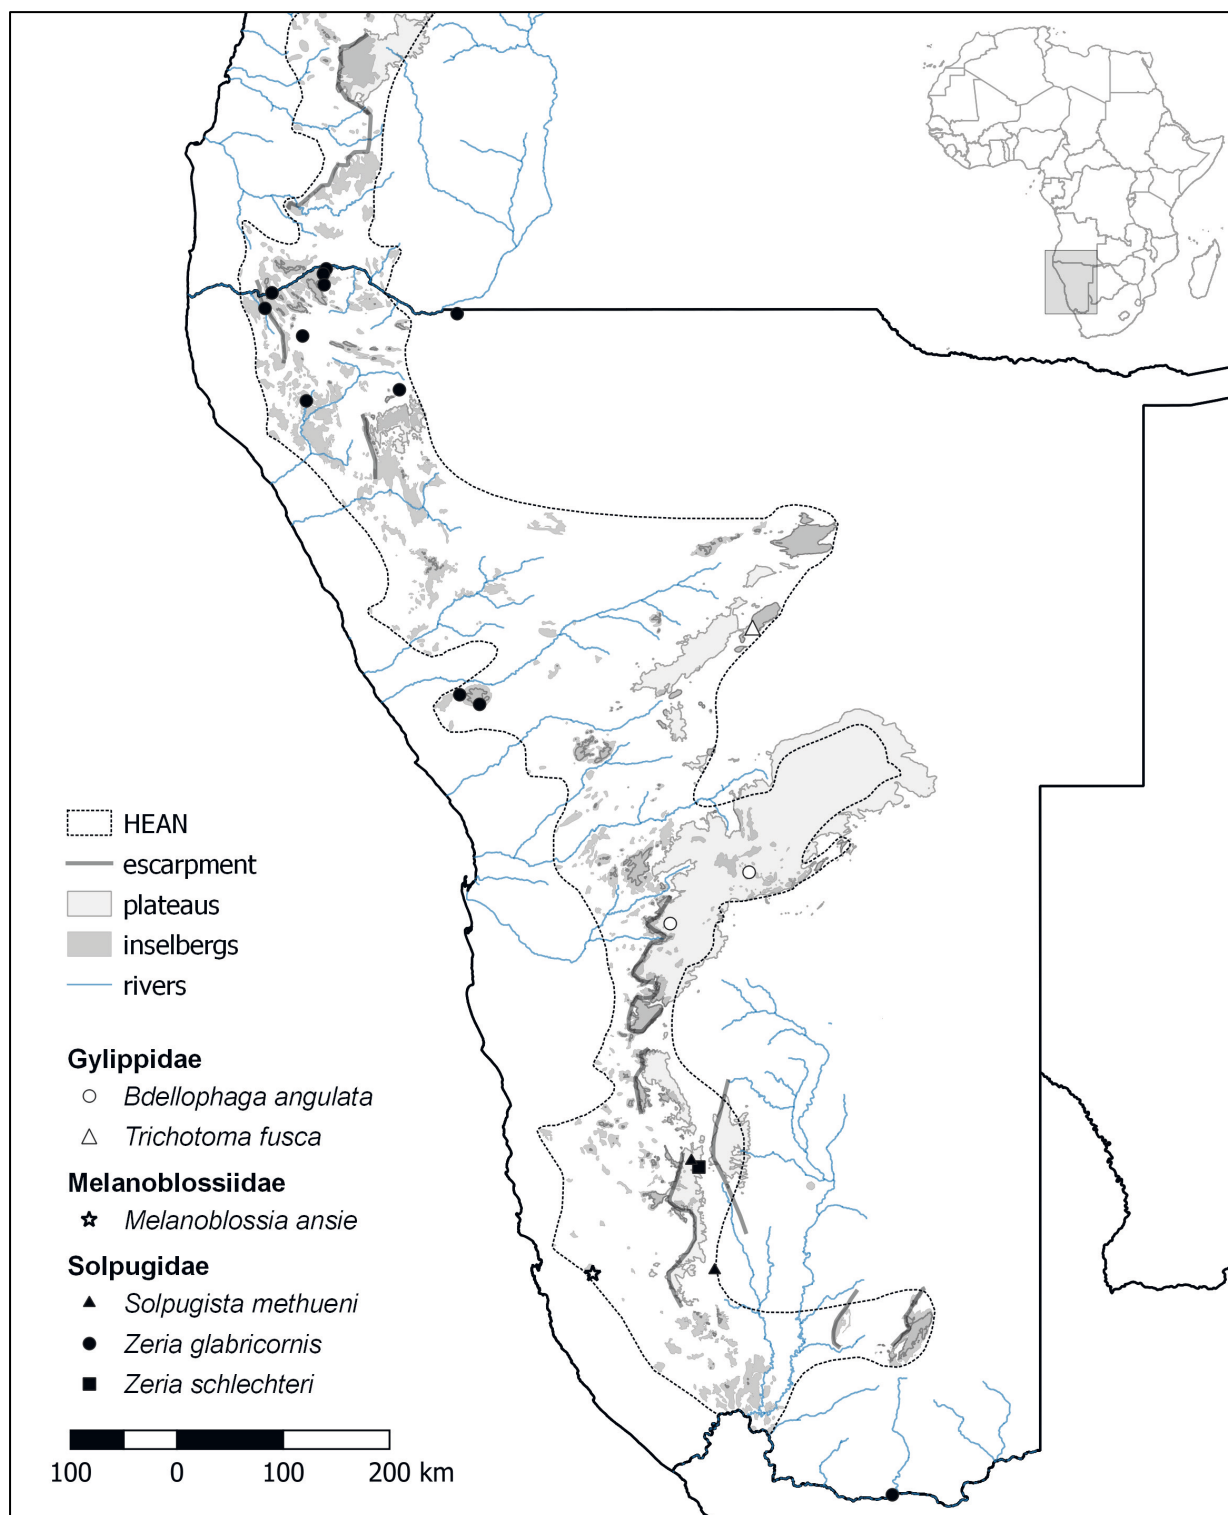 HEAN
escarpment
plateaus
inselbergs
rivers
Gylippidae
Bdellophaga angulata
Trichotoma fusca
Melanoblossiidae
Melanoblossia ansie
Solpugidae
Solpugista methueni
Zeria glabricornis
Zeria schlechteri
100 0 100 200 km